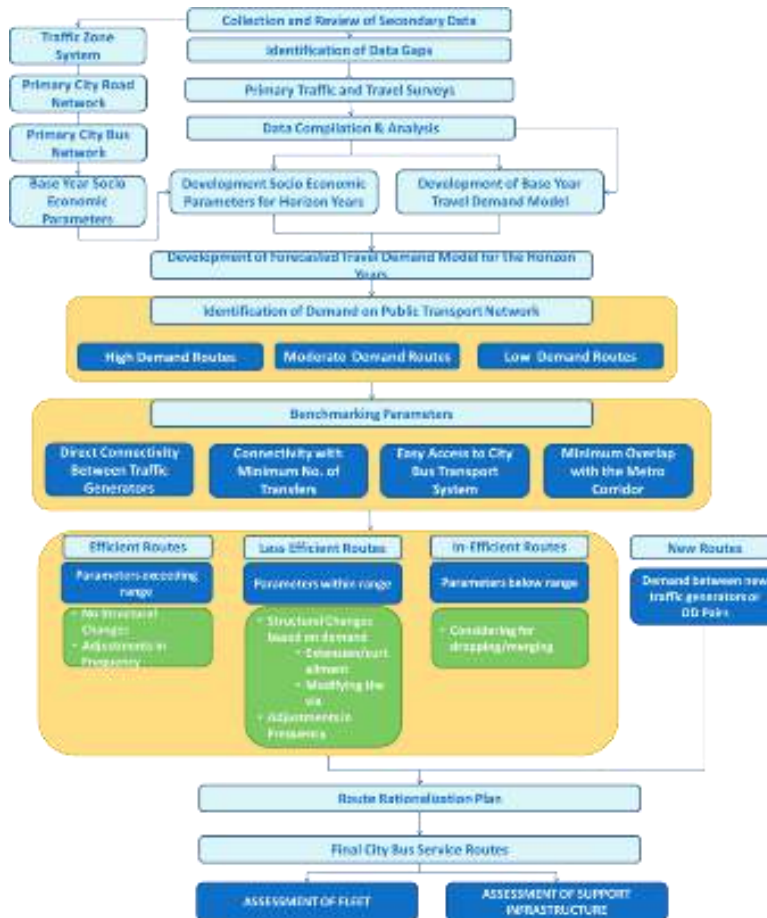 Collection and Review of Secondary Data
Traffic Zone
System
Identification of Data Gaps
Primary City Road
Network
Primary Traffic and Travel Surveys
Primary City Bus
Network
Data Compilation & Analysis
Base Year Socio
Economic
Parameters
Development Socio Economic
Parameters for Horizon Years
Development of Base Year
Travel Demand Model
Development of Forecasted Travel Demand Model for the Horizon
Years
Identification of Demand on Public Transport Network
High Demand Routes
Moderate Demand Routes
Low Demand Routes
Benchmarking Parameters
Direct Connectivity
Between Traffic
Generators
Connectivity with
Minimum No. of
Transfers
Easy Access to City
Bus Transport
System
Minimum Overlap
with the Metro
Corridor
Efficient Routes
Parameters exceeding
range
• No Structural
Changes
• Adjustments in
Frequency
Less Efficient Routes
Parameters within range
• Structural Changes
based on demand
• Extension/curt
ailment
• Modifying the
via
• Adjustments in
Frequency
In-Efficient Routes
Parameters below range
• Considering for
dropping/merging
New Routes
Demand between new
traffic generators or
OD Pairs
Route Rationalization Plan
Final City Bus Service Routes
ASSESSMENT OF FLEET
ASSESSMENT OF SUPPORT
INFRASTRUCTURE